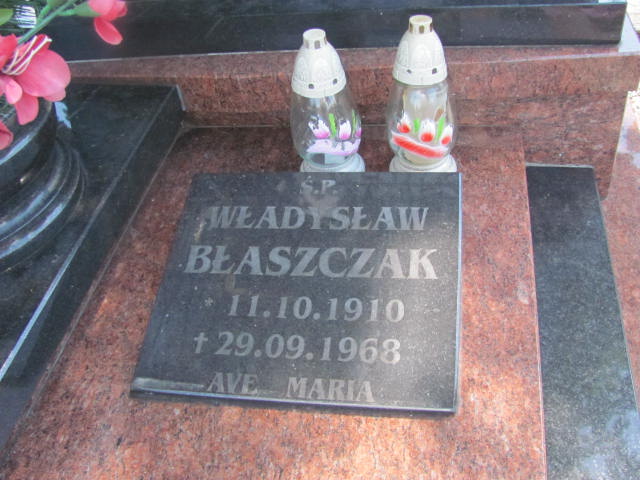 Ś.P.
WŁADYSŁAW
BŁASZCZAK
* 11.10.1910
† 29.09.1968
AVE MARIA